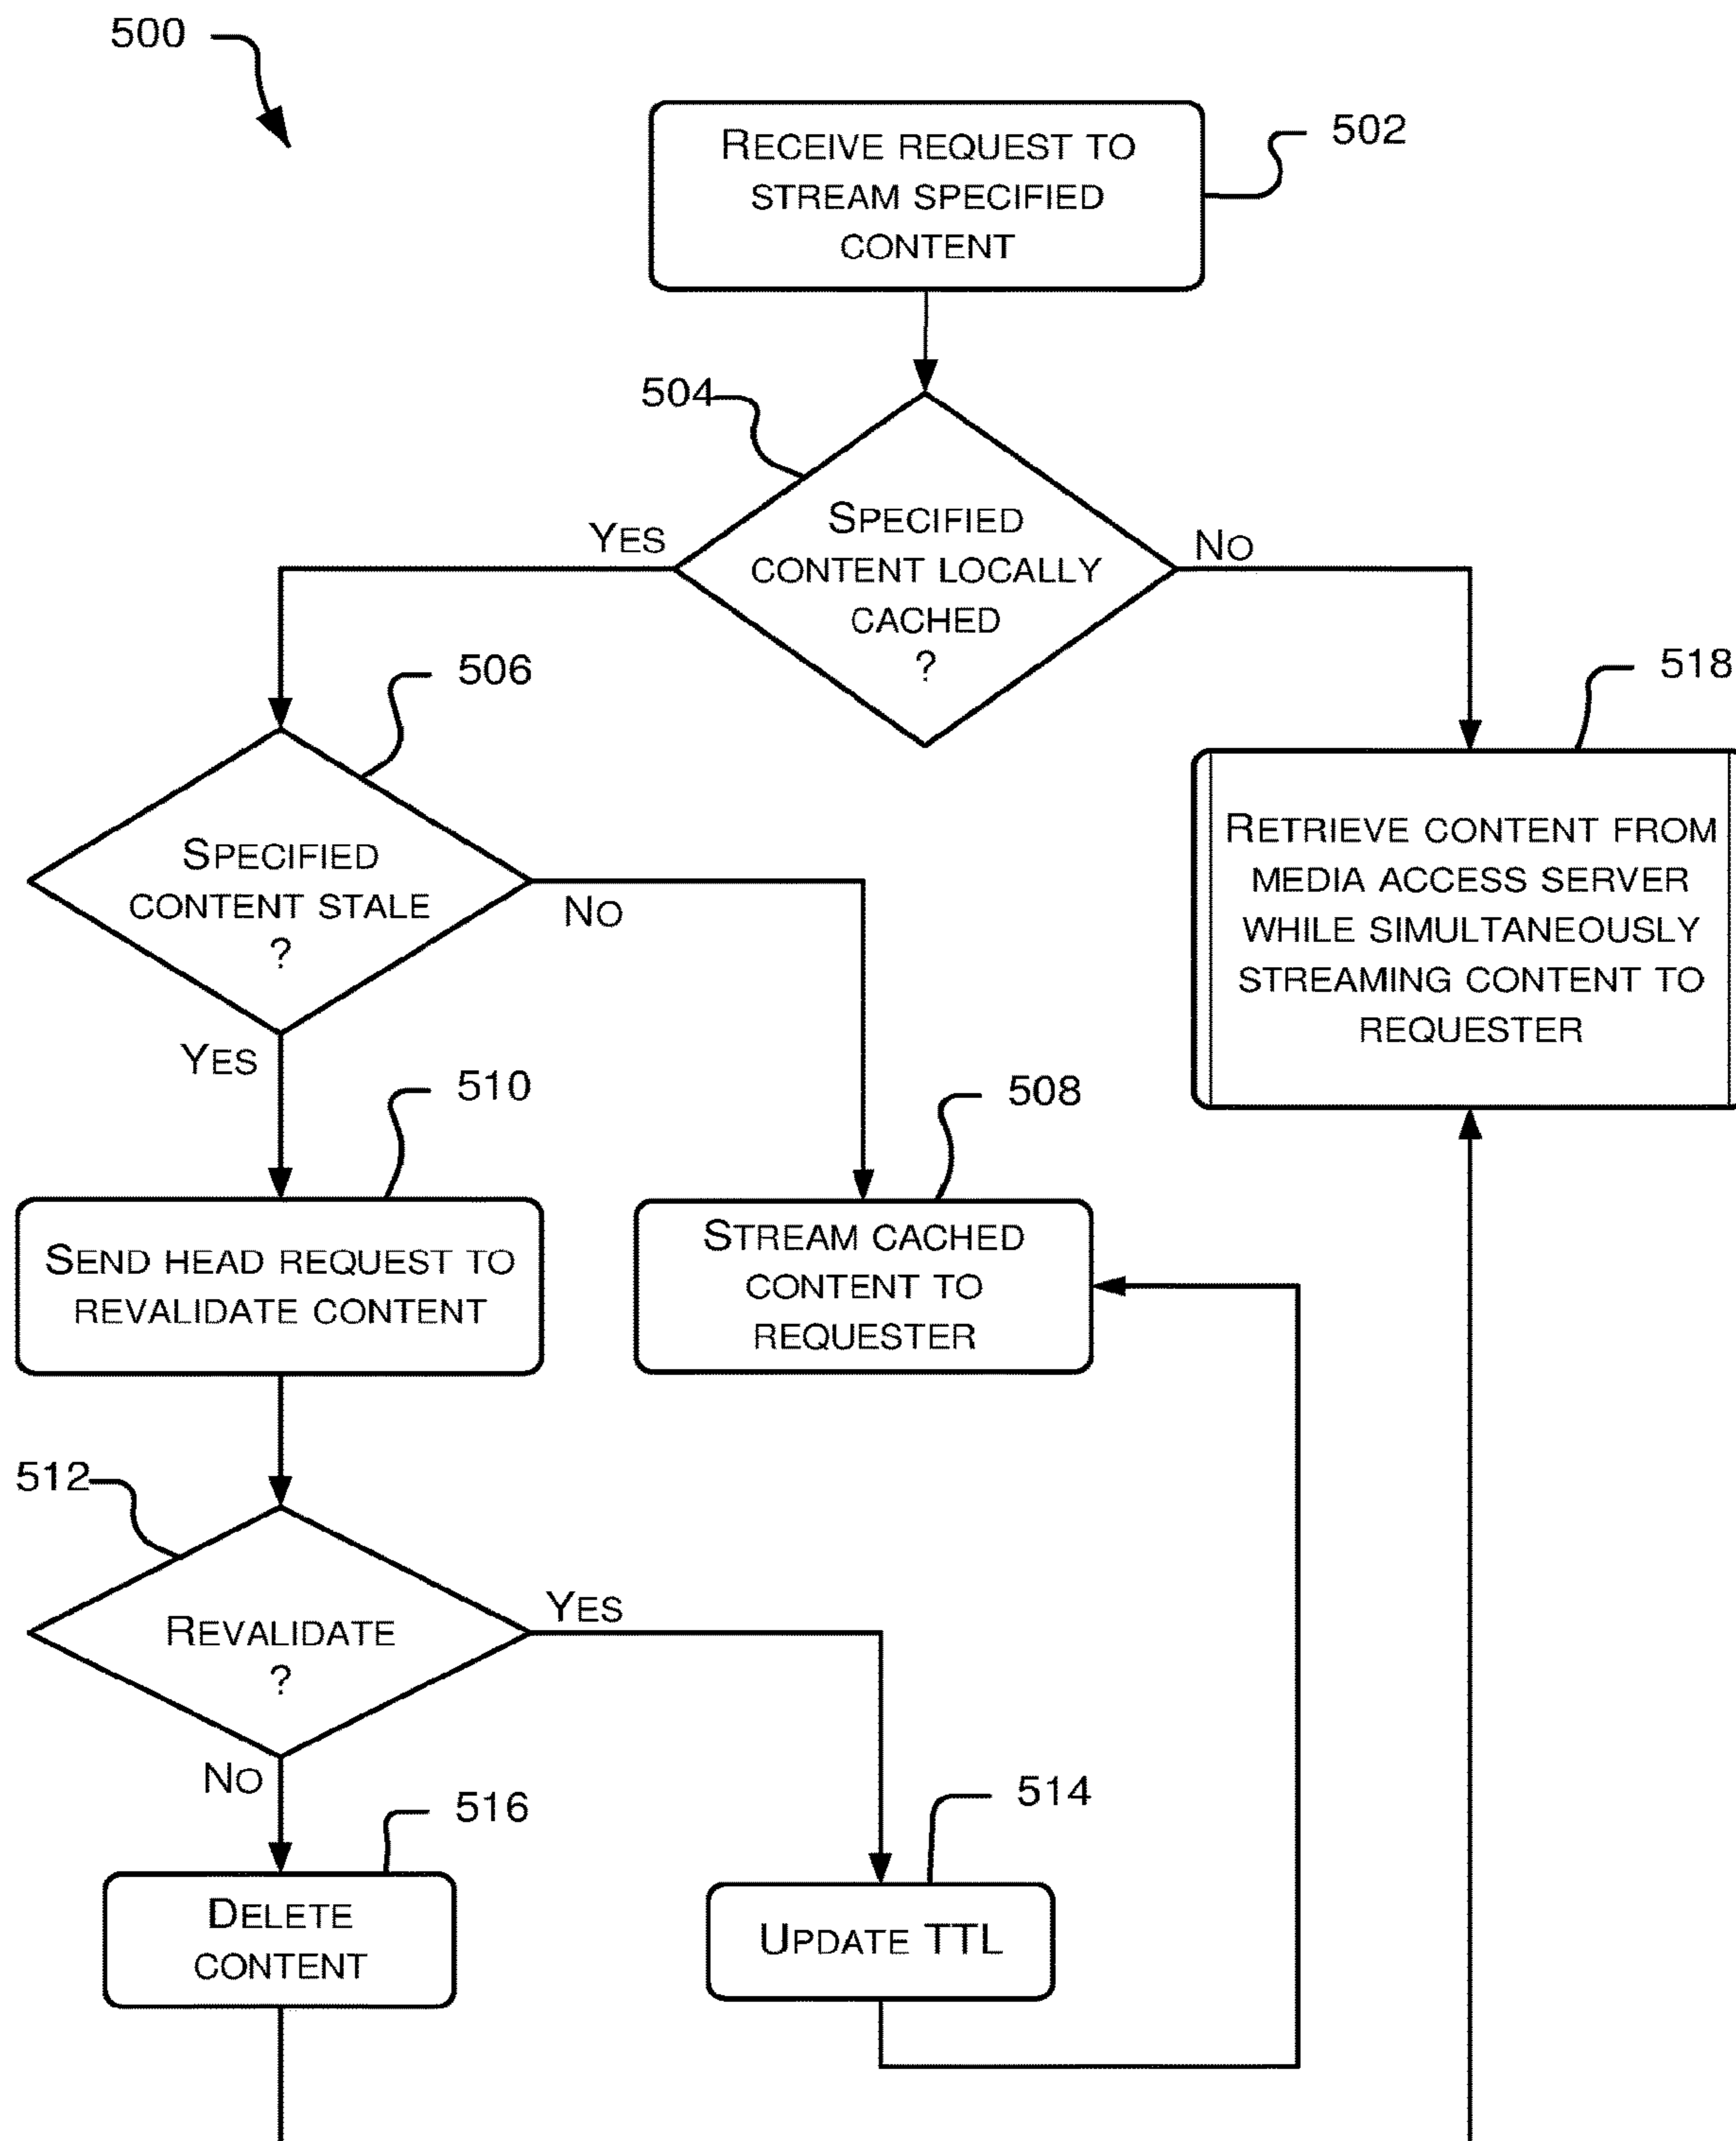 500
RECEIVE REQUEST TO
STREAM SPECIFIED
CONTENT
502
504
SPECIFIED
CONTENT LOCALLY
CACHED
?
YES
NO
506
SPECIFIED
CONTENT STALE
?
NO
YES
518
RETRIEVE CONTENT FROM
MEDIA ACCESS SERVER
WHILE SIMULTANEOUSLY
STREAMING CONTENT TO
REQUESTER
510
SEND HEAD REQUEST TO
REVALIDATE CONTENT
508
STREAM CACHED
CONTENT TO
REQUESTER
512
REVALIDATE
?
YES
NO
516
DELETE
CONTENT
514
UPDATE TTL